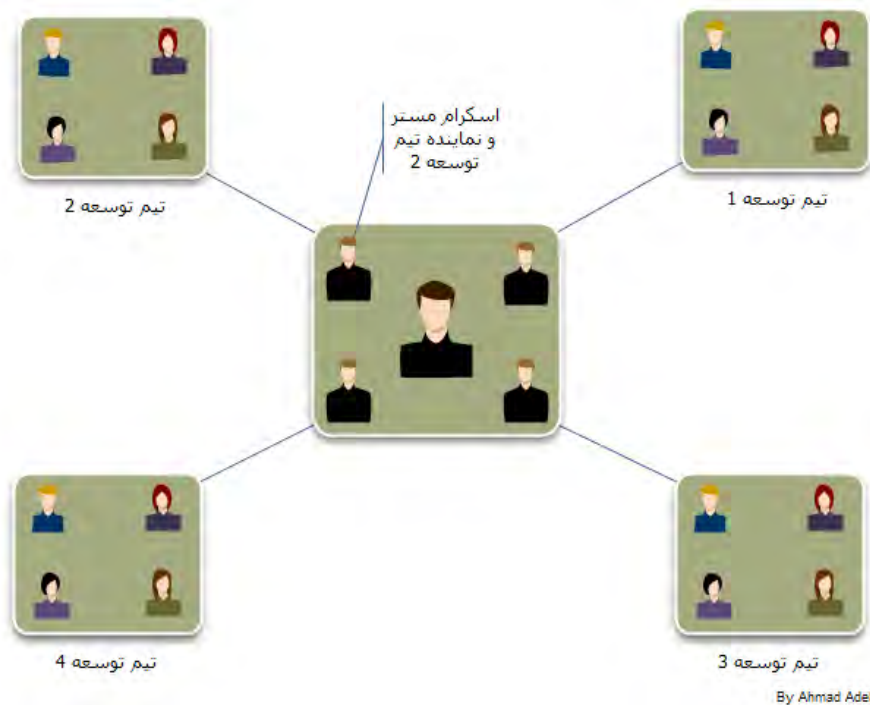 اسکرام مستر
و نماینده تیم
توسعه 2
تیم توسعه 1
تیم توسعه 2
تیم توسعه 4
تیم توسعه 3
By Ahmad Adel